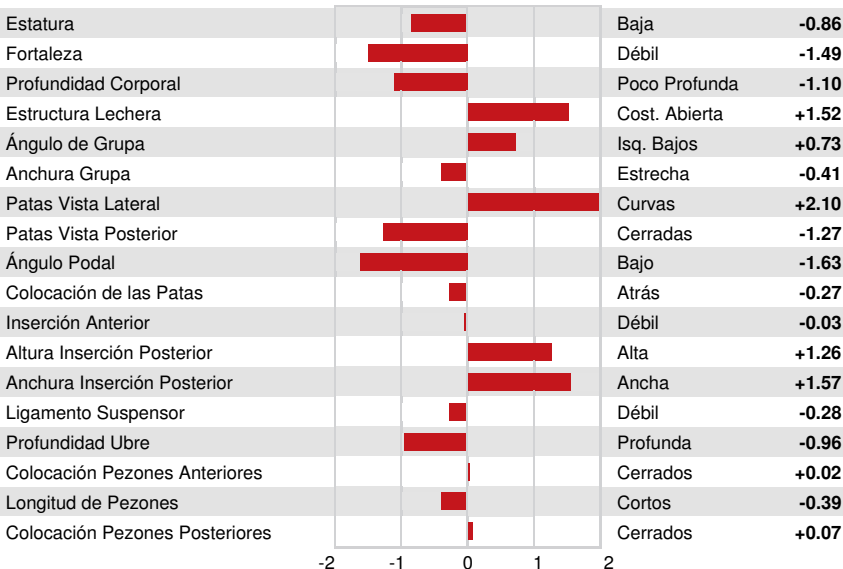 Estatura Baja -0.86
Fortaleza Débil -1.49
Profundidad Corporal Poco Profunda -1.10
Estructura Lechera Cost. Abierta +1.52
Ángulo de Grupa Isq. Bajos +0.73
Anchura Grupa Estrecha -0.41
Patas Vista Lateral Curvas +2.10
Patas Vista Posterior Cerradas -1.27
Ángulo Podal Bajo -1.63
Colocación de las Patas Atrás -0.27
Inserción Anterior Débil -0.03
Altura Inserción Posterior Alta +1.26
Anchura Inserción Posterior Ancha +1.57
Ligamento Suspensor Débil -0.28
Profundidad Ubre Profunda -0.96
Colocación Pezones Anteriores Cerrados +0.02
Longitud de Pezones Cortos -0.39
Colocación Pezones Posteriores Cerrados +0.07
-2 -1 0 1 2